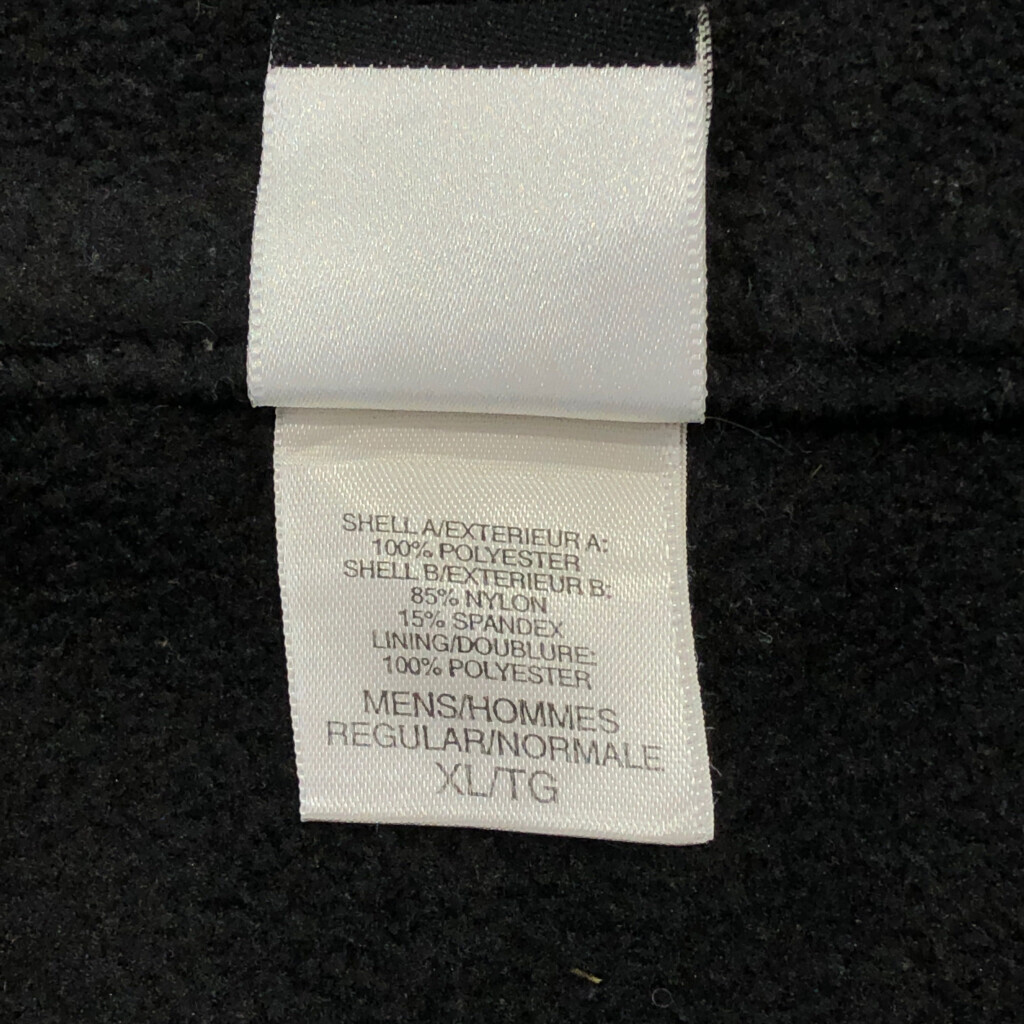 SHELL A/EXTERIEUR A:
100% POLYESTER
SHELL B/EXTERIEUR B:
85% NYLON
15% SPANDEX
LINING/DOUBLURE:
100% POLYESTER
MENS/HOMMES
REGULAR/NORMALE
XL/TG